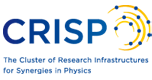 CRISP
The Cluster of Research Infrastructures
for Synergies in Physics